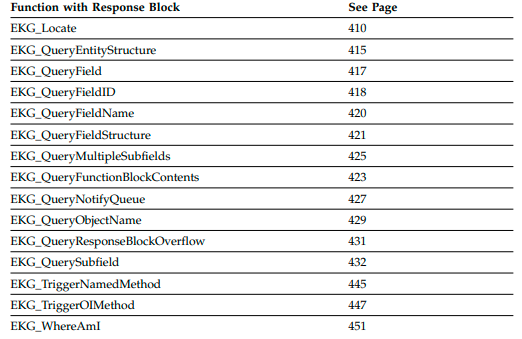 Function with Response Block See Page
EKG_Locate 410
EKG_QueryEntityStructure 415
EKG_QueryField 417
EKG_QueryFieldID 418
EKG_QueryFieldName 420
EKG_QueryFieldStructure 421
EKG_QueryMultipleSubfields 425
EKG_QueryFunctionBlockContents 423
EKG_QueryNotifyQueue 427
EKG_QueryObjectName 429
EKG_QueryResponseBlockOverflow 431
EKG_QuerySubfield 432
EKG_TriggerNamedMethod 445
EKG_TriggerOIMethod 447
EKG_WhereAmI 451